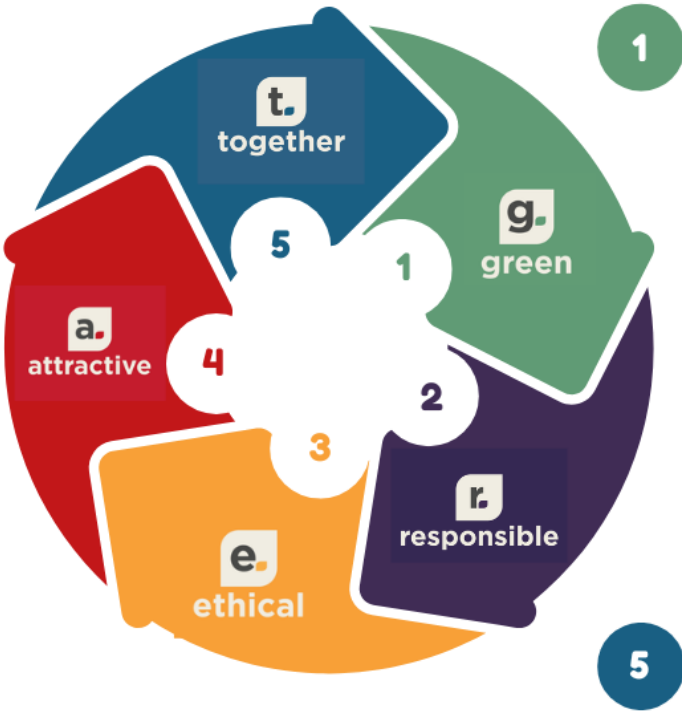 1
t.
together
5
1
g.
green
2
r.
responsible
3
e.
ethical
4
a.
attractive
5